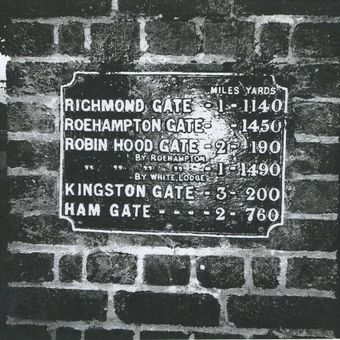 MILES YARDS
RICHMOND GATE - 1 - 1140
ROEHAMPTON GATE - - 1450
ROBIN HOOD GATE - 2 - 190
BY ROEHAMPTON
" " " " - 1 - 1490
BY WHITE LODGE
KINGSTON GATE - 3 - 200
HAM GATE - - - - 2 - 760